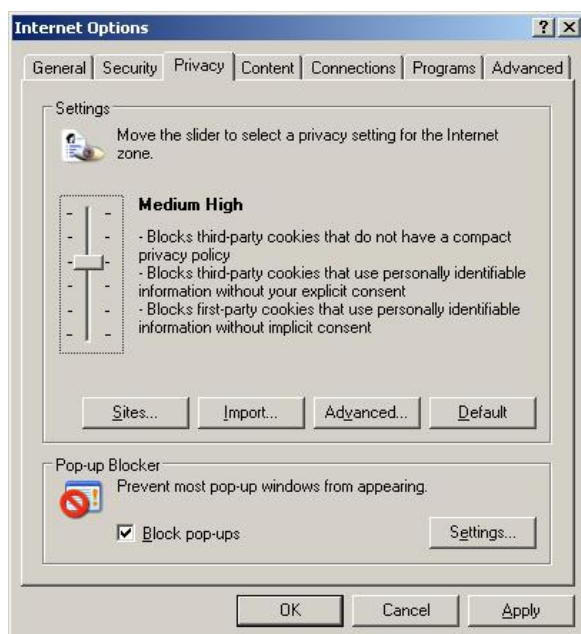 Internet Options
General Security Privacy Content Connections Programs Advanced
Settings
Move the slider to select a privacy setting for the Internet
zone.
Medium High
- Blocks third-party cookies that do not have a compact
privacy policy
- Blocks third-party cookies that use personally identifiable
information without your explicit consent
- Blocks first-party cookies that use personally identifiable
information without implicit consent
Sites... Import... Advanced... Default
Pop-up Blocker
Prevent most pop-up windows from appearing.
Block pop-ups Settings...
OK Cancel Apply